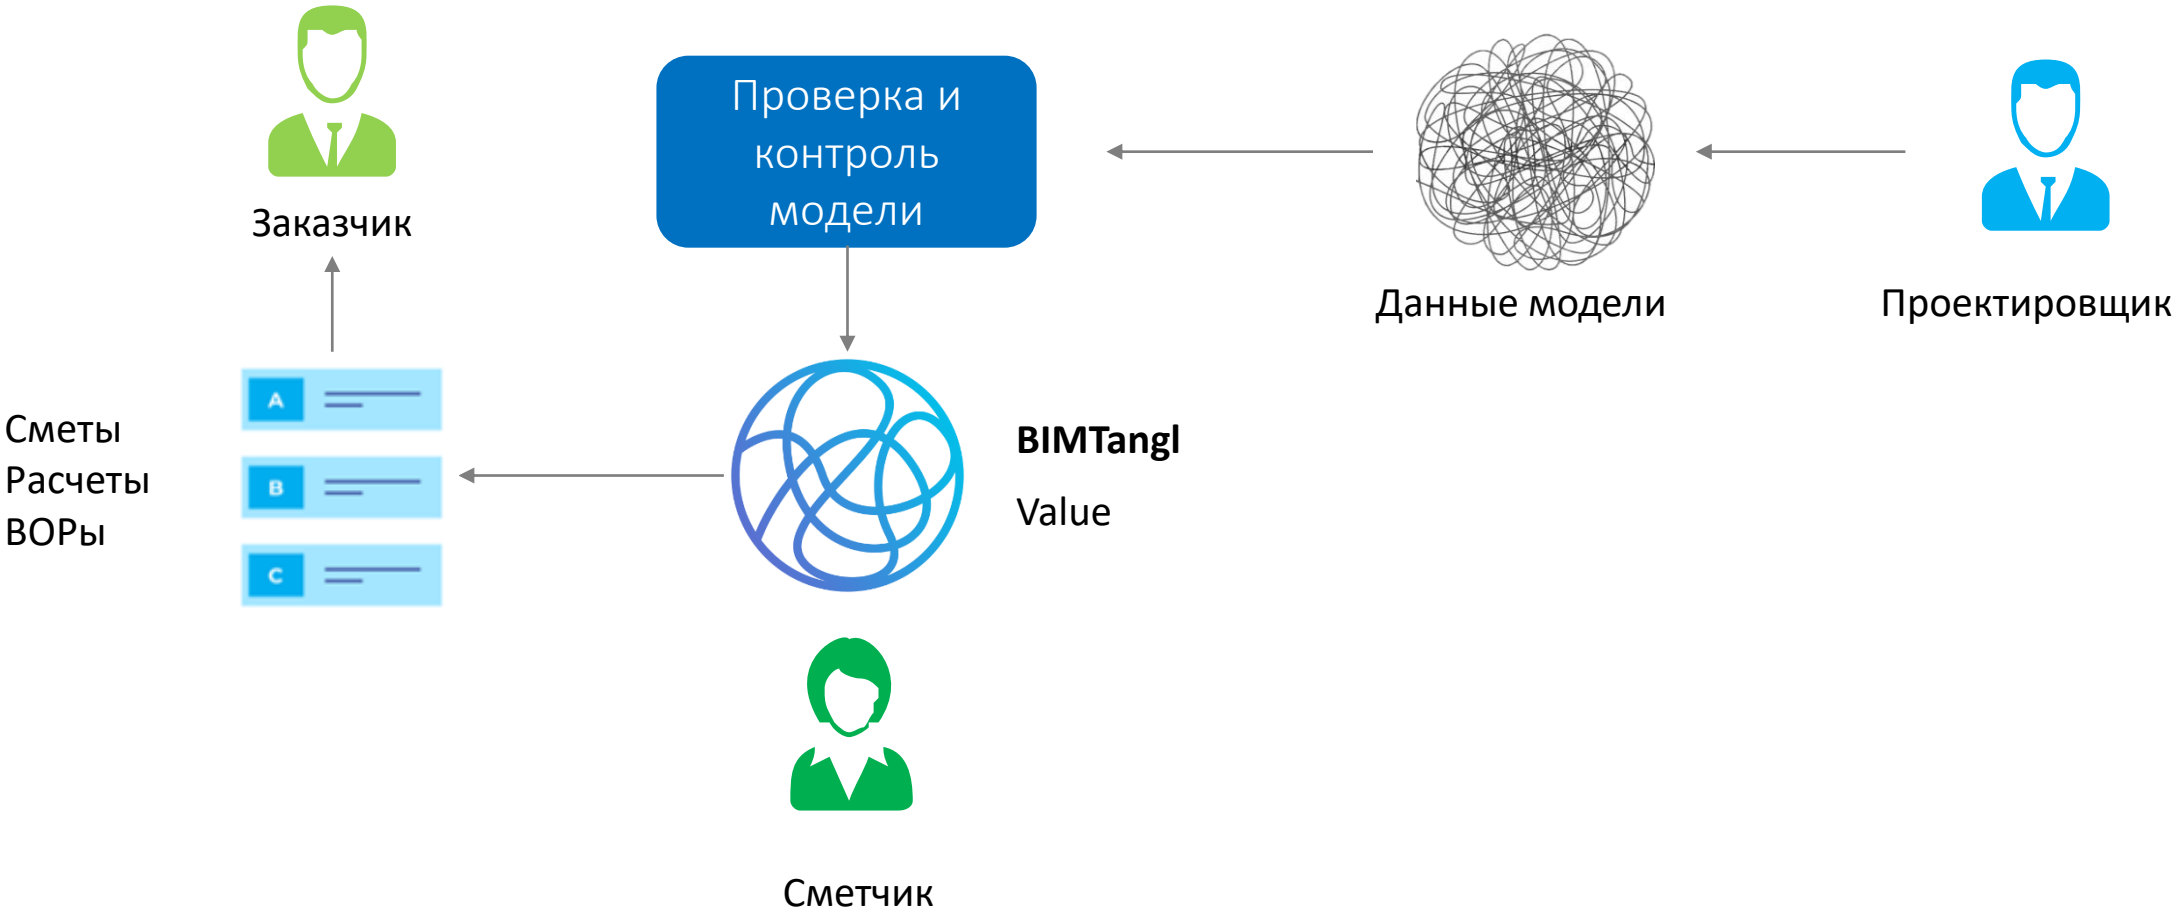 Заказчик
Проверка и
контроль
модели
Данные модели
Проектировщик
Сметы
Расчеты
ВОРы
A
B
C
BIMTangl
Value
Сметчик